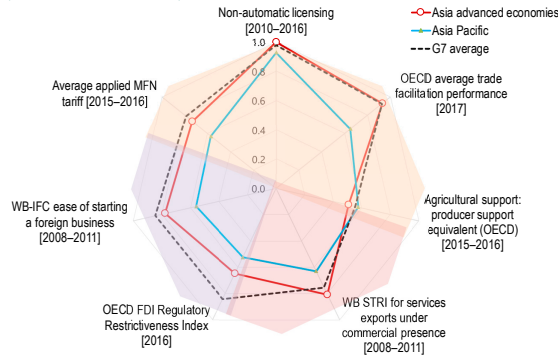 Non-automatic licensing
[2010–2016]
Asia advanced economies
Asia Pacific
G7 average
1.0
0.8
0.6
0.4
0.2
0.0
OECD average trade
facilitation performance
[2017]
Average applied MFN
tariff [2015–2016]
Agricultural support:
producer support
equivalent (OECD)
[2015–2016]
WB-IFC ease of starting
a foreign business
[2008–2011]
OECD FDI Regulatory
Restrictiveness Index
[2016]
WB STRI for services
exports under
commercial presence
[2008–2011]